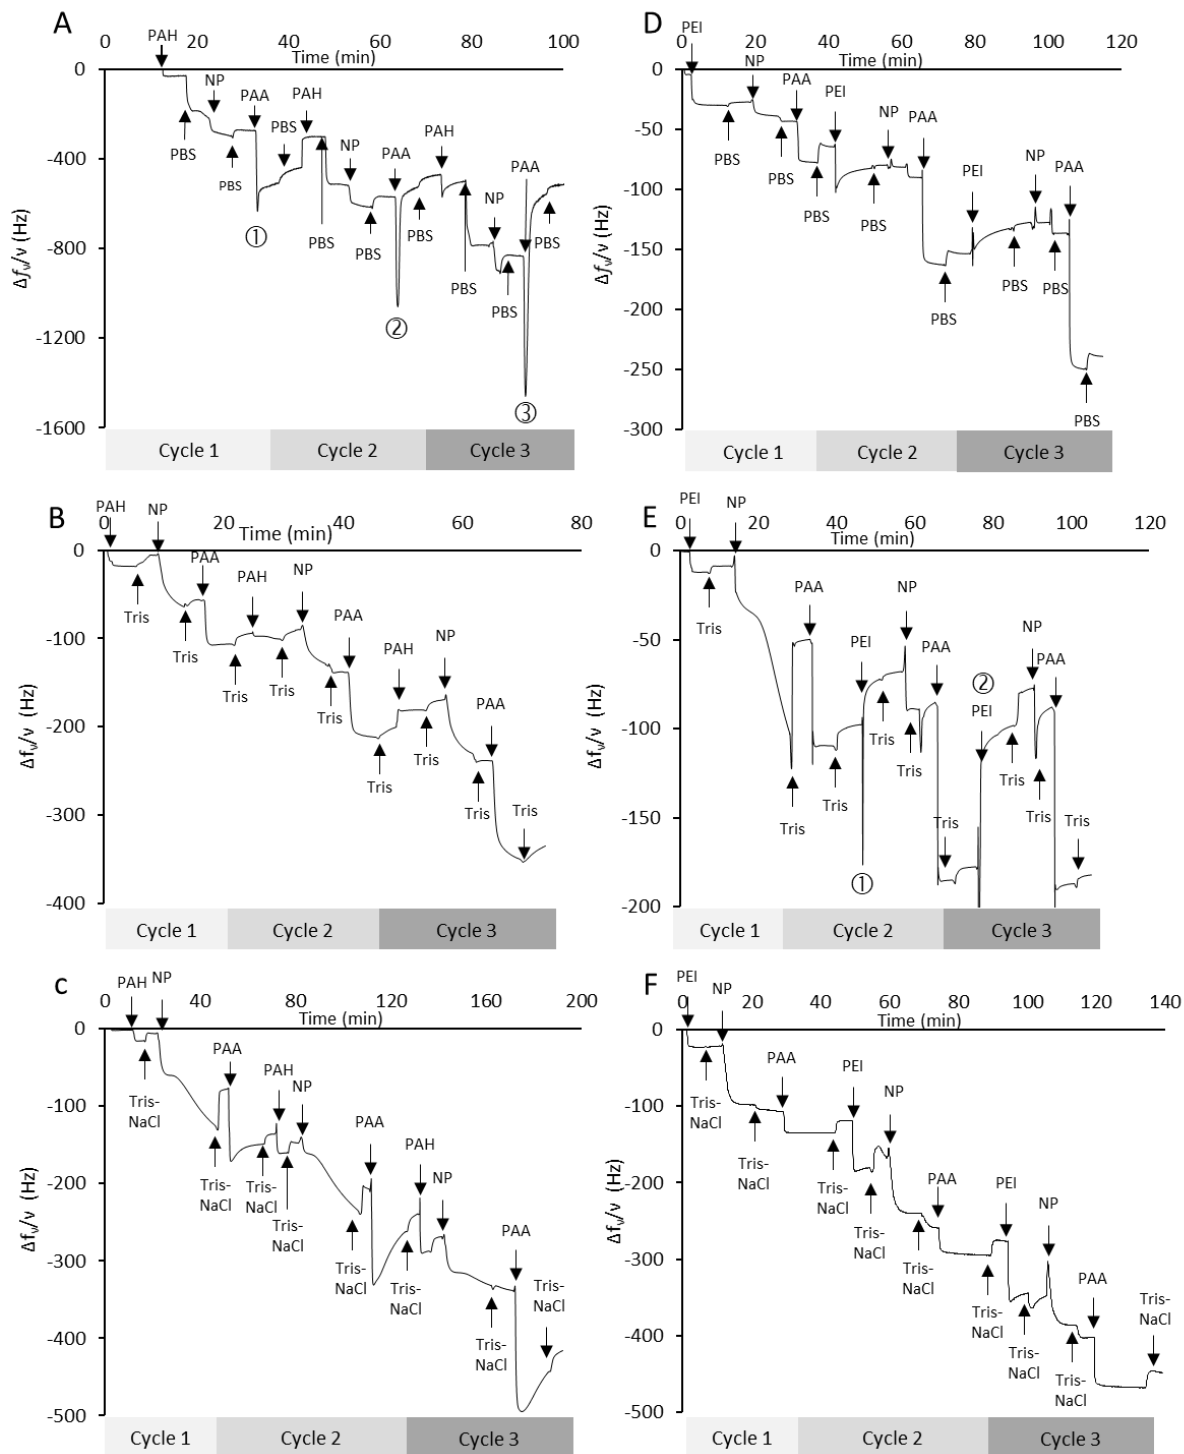 A
0 20 40 60 80 100
Time (min)
PAH
NP
PAA
PBS
PAH
NP
PAA
PAH
PAA
NP
PBS
PBS
PBS
PBS
PBS
PBS
PBS
PBS
①
②
③
0
-400
-800
-1200
-1600
Δfᵥ/ν (Hz)
Cycle 1 Cycle 2 Cycle 3
D
0 20 40 60 80 100 120
Time (min)
PEI
NP
PAA
PEI
NP
PAA
PEI
NP
PAA
PBS
PBS
PBS
PBS
PBS
PBS
PBS
PBS
0
-50
-100
-150
-200
-250
-300
Δfᵥ/ν (Hz)
Cycle 1 Cycle 2 Cycle 3
B
0 20 40 60 80
Time (min)
PAH
NP
PAA
PAH
NP
PAA
PAH
NP
PAA
Tris
Tris
Tris
Tris
Tris
Tris
Tris
Tris
Tris
0
-100
-200
-300
-400
Δfᵥ/ν (Hz)
Cycle 1 Cycle 2 Cycle 3
E
0 20 40 60 80 100 120
Time (min)
PEI
NP
PAA
PEI
NP
PAA
②
PEI
NP
PAA
Tris
Tris
Tris
Tris
Tris
Tris
Tris
Tris
Tris
①
0
-50
-100
-150
-200
Δfᵥ/ν (Hz)
Cycle 1 Cycle 2 Cycle 3
c
0 40 80 120 160 200
Time (min)
PAH
NP
PAA
PAH
NP
PAA
PAH
NP
PAA
Tris-
NaCl
Tris-
NaCl
Tris-
NaCl
Tris-
NaCl
Tris-
NaCl
Tris-
NaCl
Tris-
NaCl
Tris-
NaCl
0
-100
-200
-300
-400
-500
Δfᵥ/ν (Hz)
Cycle 1 Cycle 2 Cycle 3
F
0 20 40 60 80 100 120 140
Time (min)
PEI
NP
PAA
PEI
NP
PAA
PEI
NP
PAA
Tris-
NaCl
Tris-
NaCl
Tris-
NaCl
Tris-
NaCl
Tris-
NaCl
Tris-
NaCl
Tris-
NaCl
Tris-
NaCl
Tris-
NaCl
0
-100
-200
-300
-400
-500
Δfᵥ/ν (Hz)
Cycle 1 Cycle 2 Cycle 3